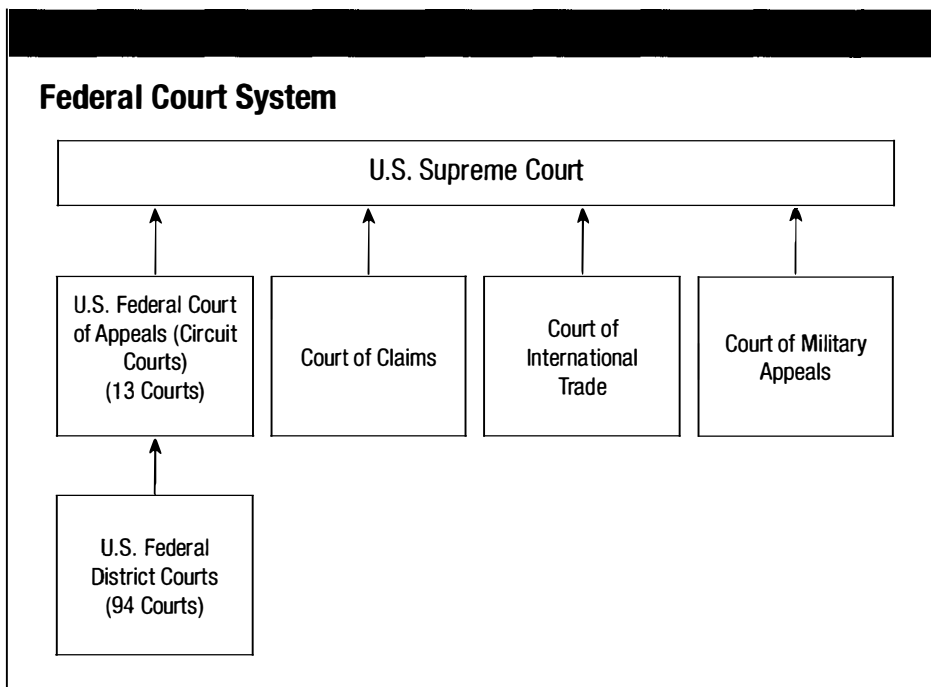 Federal Court System
U.S. Supreme Court
U.S. Federal Court
of Appeals (Circuit
Courts)
(13 Courts)
Court of Claims
Court of
International
Trade
Court of Military
Appeals
U.S. Federal
District Courts
(94 Courts)